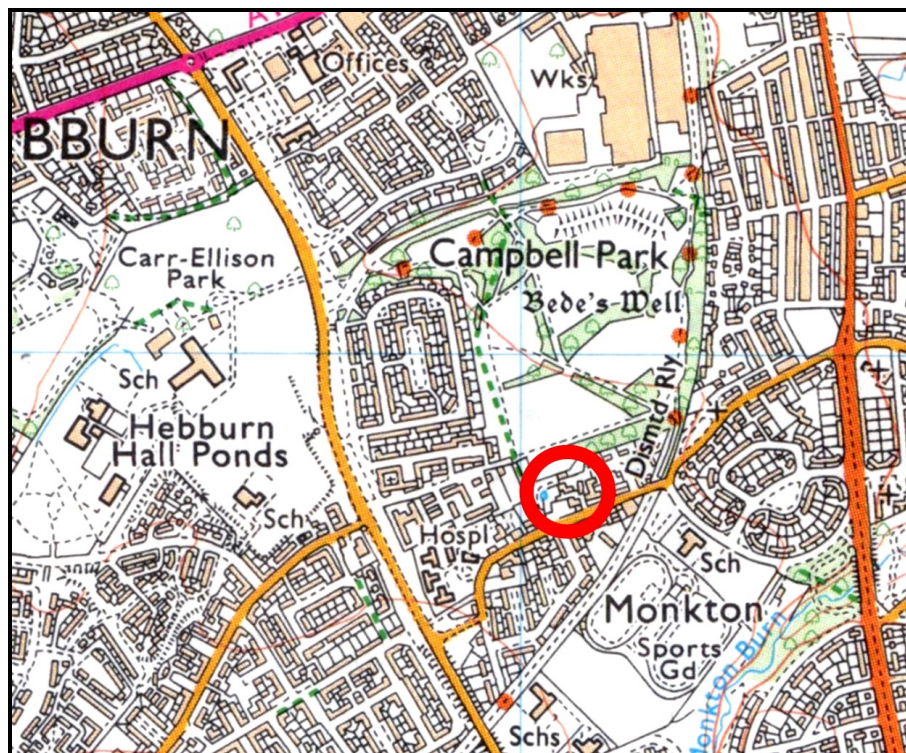 Offices
Wks
BBURN
Carr-Ellison
Park
Campbell Park
Bede's Well
Sch
Hebburn
Hall Ponds
Dismtd Rly
Sch
Hospl
Sch
Monkton
Sports
Gd
Monkton Burn
Schs